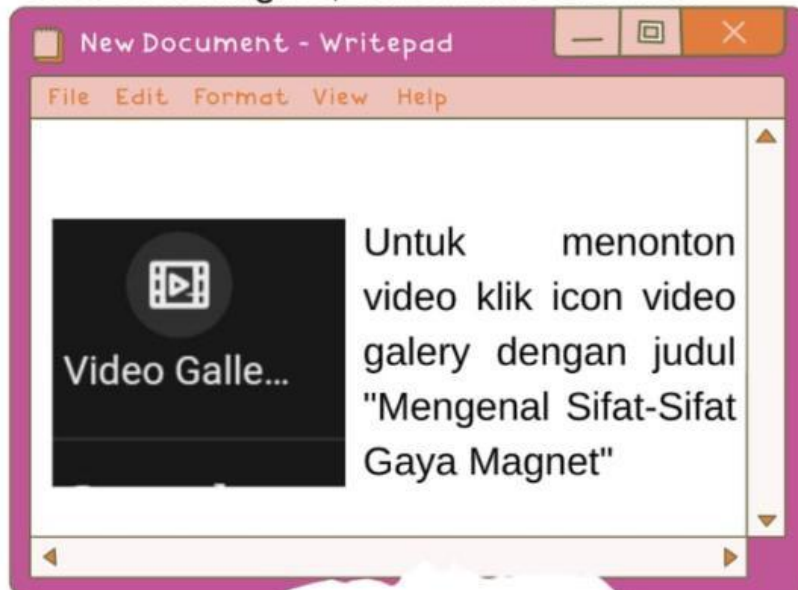 New Document - Writepad
File Edit Format View Help
Untuk menonton
video klik icon video
galery dengan judul
"Mengenal Sifat-Sifat
Gaya Magnet"
Video Galle...